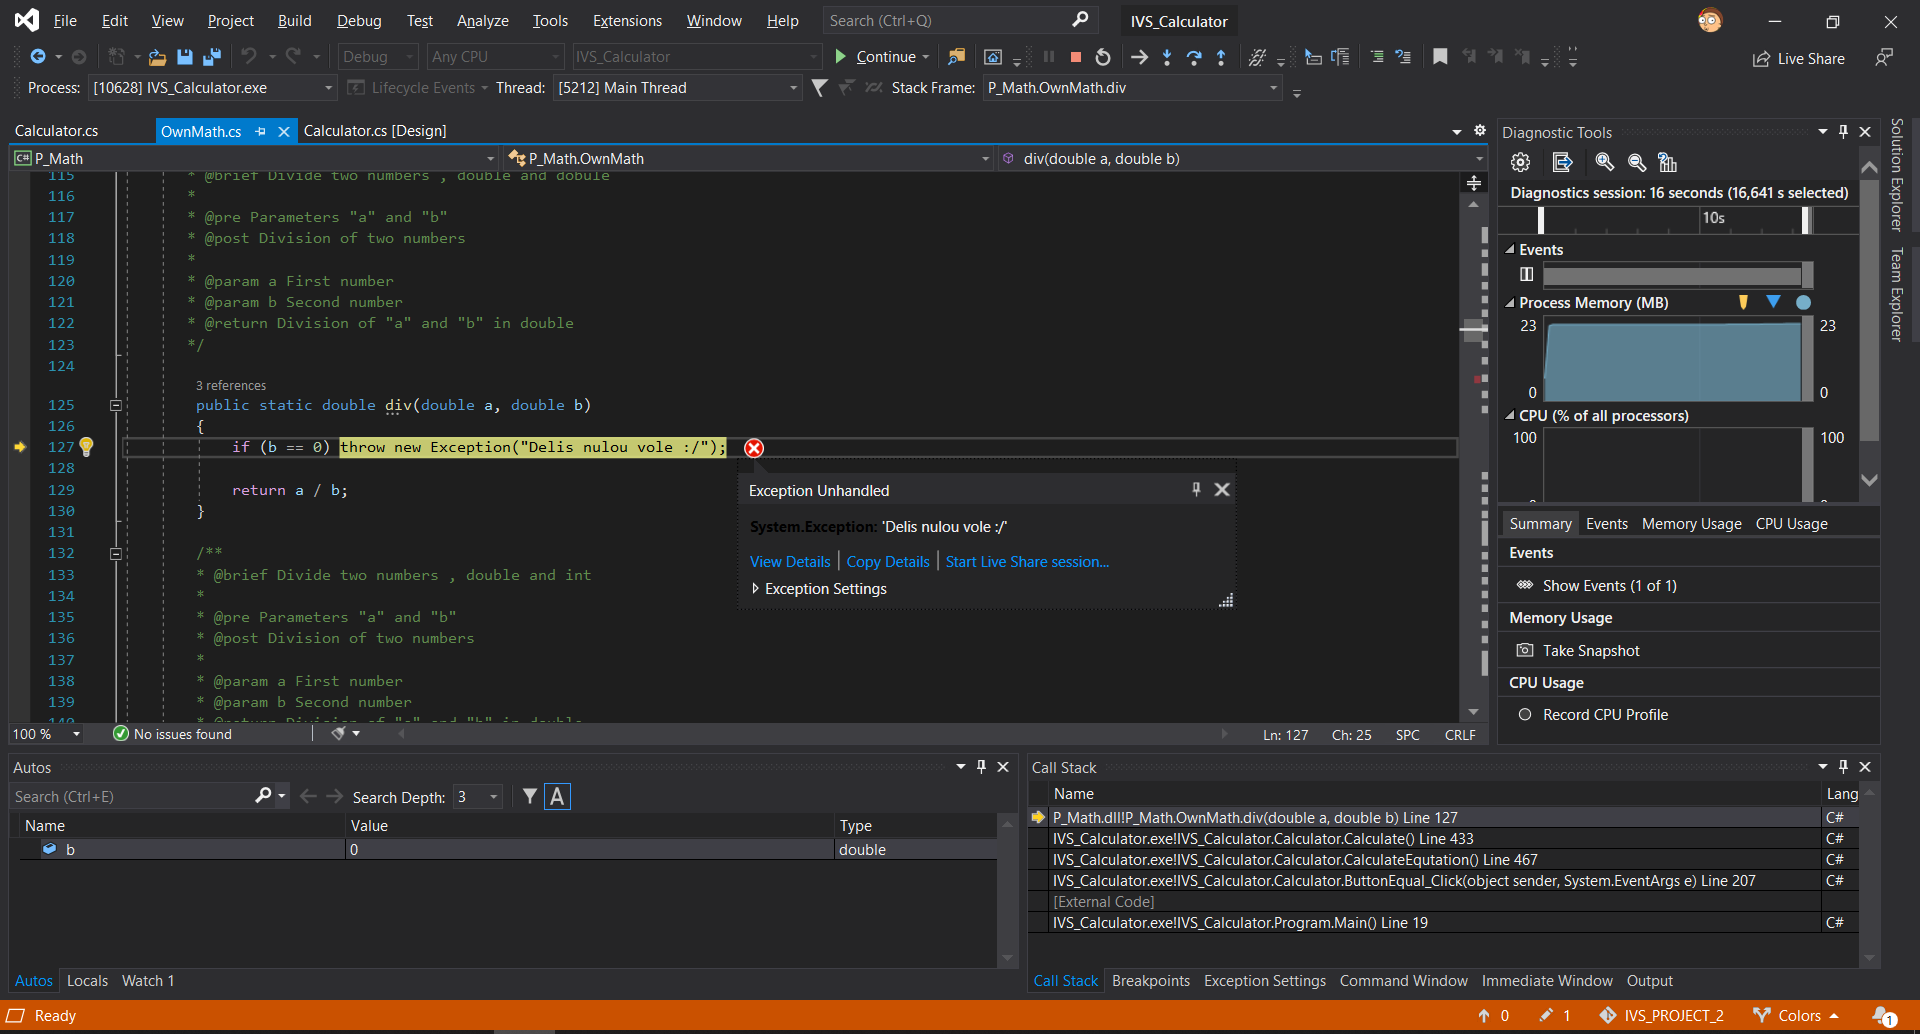 File Edit View Project Build Debug Test Analyze Tools Extensions Window Help Search (Ctrl+Q) IVS_Calculator
Debug Any CPU IVS_Calculator Continue Live Share
Process: [10628] IVS_Calculator.exe Lifecycle Events Thread: [5212] Main Thread Stack Frame: P_Math.OwnMath.div
Calculator.cs OwnMath.cs Calculator.cs [Design]
C# P_Math P_Math.OwnMath div(double a, double b)
115 * @brief Divide two numbers , double and dobule
116 *
117 * @pre Parameters "a" and "b"
118 * @post Division of two numbers
119 *
120 * @param a First number
121 * @param b Second number
122 * @return Division of "a" and "b" in double
123 */
124
3 references
125 public static double div(double a, double b)
126 {
127 if (b == 0) throw new Exception("Delis nulou vole :/");
128
129 return a / b;
130 }
131
132 /**
133 * @brief Divide two numbers , double and int
134 *
135 * @pre Parameters "a" and "b"
136 * @post Division of two numbers
137 *
138 * @param a First number
139 * @param b Second number
140 * @return Division of "a" and "b" in double
Exception Unhandled
System.Exception: 'Delis nulou vole :/'
View Details | Copy Details | Start Live Share session...
Exception Settings
100 % No issues found Ln: 127 Ch: 25 SPC CRLF
Diagnostic Tools
Diagnostics session: 16 seconds (16,641 s selected)
10s
Events
Process Memory (MB)
23 23
0 0
CPU (% of all processors)
100 100
Summary Events Memory Usage CPU Usage
Events
Show Events (1 of 1)
Memory Usage
Take Snapshot
CPU Usage
Record CPU Profile
Solution Explorer
Team Explorer
Autos
Search (Ctrl+E) Search Depth: 3 A
Name Value Type
b 0 double
Autos Locals Watch 1
Call Stack
Name Lang
P_Math.dll!P_Math.OwnMath.div(double a, double b) Line 127 C#
IVS_Calculator.exe!IVS_Calculator.Calculator.Calculate() Line 433 C#
IVS_Calculator.exe!IVS_Calculator.Calculator.CalculateEqutation() Line 467 C#
IVS_Calculator.exe!IVS_Calculator.Calculator.ButtonEqual_Click(object sender, System.EventArgs e) Line 207 C#
[External Code]
IVS_Calculator.exe!IVS_Calculator.Program.Main() Line 19 C#
Call Stack Breakpoints Exception Settings Command Window Immediate Window Output
Ready 0 1 IVS_PROJECT_2 Colors 1